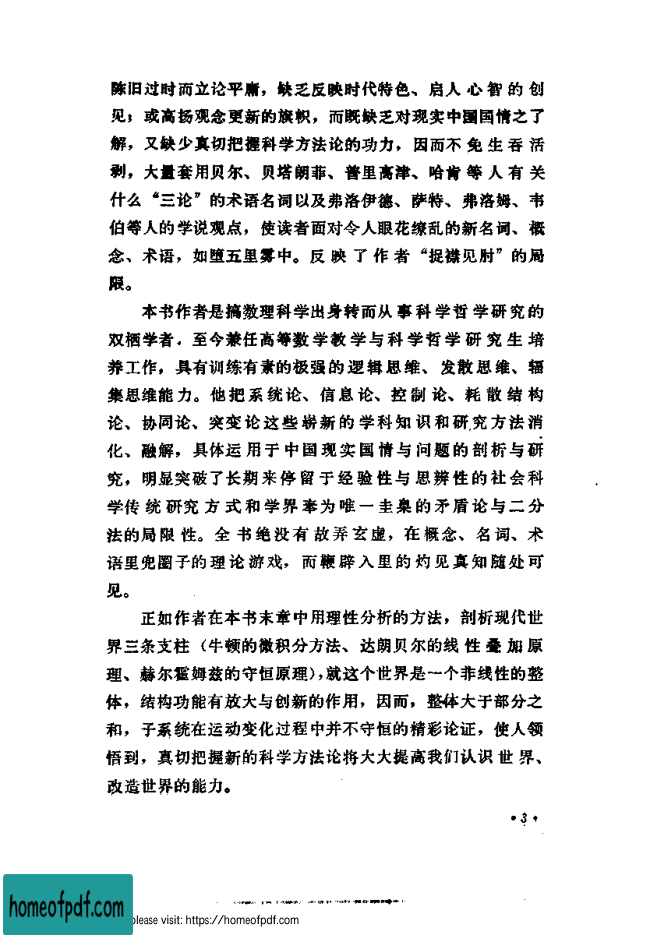 陈旧过时而立论平庸，缺乏反映时代特色、启人心智的创
见；或高扬观念更新的旗帜，而既缺乏对现实中国国情之了
解，又缺少真切把握科学方法论的功力，因而不免生吞活
剥，大量套用贝尔、贝塔朗菲、普里高津、哈肯等人有关
什么“三论”的术语名词以及弗洛伊德、萨特、弗洛姆、韦
伯等人的学说观点，使读者面对令人眼花缭乱的新名词、概
念、术语，如堕五里雾中。反映了作者“捉襟见肘”的局
限。
本书作者是搞数理科学出身转而从事科学哲学研究的
双栖学者．至今兼任高等数学教学与科学哲学研究生培
养工作，具有训练有素的极强的逻辑思维、发散思维、辐
集思维能力。他把系统论、信息论、控制论、耗散结构
论、协同论、突变论这些崭新的学科知识和研究方法消
化、融解，具体运用于中国现实国情与问题的剖析与研
究，明显突破了长期来停留于经验性与思辨性的社会科
学传统研究方式和学界奉为唯一圭臬的矛盾论与二分
法的局限性。全书绝没有故弄玄虚，在概念、名词、术
语里兜圈子的理论游戏，而鞭辟入里的灼见真知随处可
见。
正如作者在本书末章中用理性分析的方法，剖析现代世
界三条支柱（牛顿的微积分方法、达朗贝尔的线性叠加原
理、赫尔霍姆兹的守恒原理），就这个世界是一个非线性的整
体，结构功能有放大与创新的作用，因而，整体大于部分之
和，子系统在运动变化过程中并不守恒的精彩论证，使人领
悟到，真切把握新的科学方法论将大大提高我们认识世界、
改造世界的能力。
• 3 •
homeofpdf.com
please visit: https://homeofpdf.com